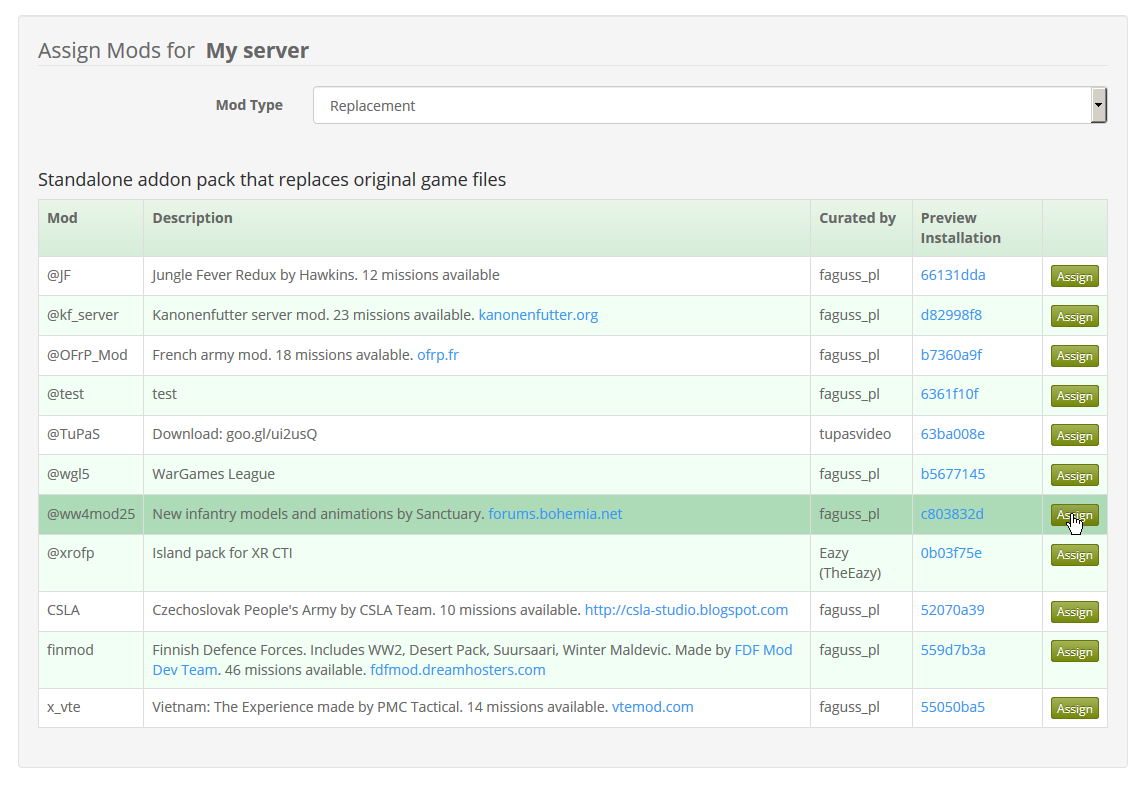 Assign Mods for My server
Mod Type Replacement
Standalone addon pack that replaces original game files
Mod Description Curated by Preview
Installation
@JF Jungle Fever Redux by Hawkins. 12 missions available faguss_pl 66131dda Assign
@kf_server Kanonenfutter server mod. 23 missions available. kanonenfutter.org faguss_pl d82998f8 Assign
@OFrP_Mod French army mod. 18 missions avalable. ofrp.fr faguss_pl b7360a9f Assign
@test test faguss_pl 6361f10f Assign
@TuPaS Download: goo.gl/ui2usQ tupasvideo 63ba008e Assign
@wgl5 WarGames League faguss_pl b5677145 Assign
@ww4mod25 New infantry models and animations by Sanctuary. forums.bohemia.net faguss_pl c803832d Assign
@xrofp Island pack for XR CTI Eazy 0b03f75e Assign
(TheEazy)
CSLA Czechoslovak People's Army by CSLA Team. 10 missions available. http://csla-studio.blogspot.com faguss_pl 52070a39 Assign
finmod Finnish Defence Forces. Includes WW2, Desert Pack, Suursaari, Winter Maldevic. Made by FDF Mod faguss_pl 559d7b3a Assign
Dev Team. 46 missions available. fdfmod.dreamhosters.com
x_vte Vietnam: The Experience made by PMC Tactical. 14 missions available. vtemod.com faguss_pl 55050ba5 Assign